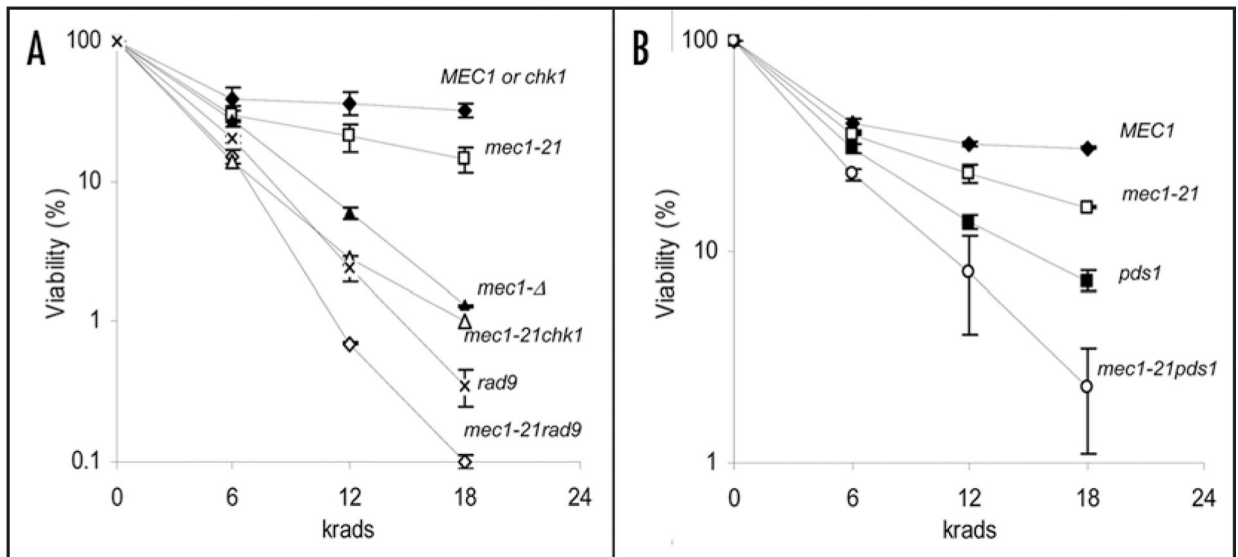 A
100
10
1
0.1
Viability (%)
0
6
12
18
24
krads
MEC1 or chk1
mec1-21
mec1-Δ
mec1-21chk1
rad9
mec1-21rad9
B
100
10
1
Viability (%)
0
6
12
18
24
krads
MEC1
mec1-21
pds1
mec1-21pds1